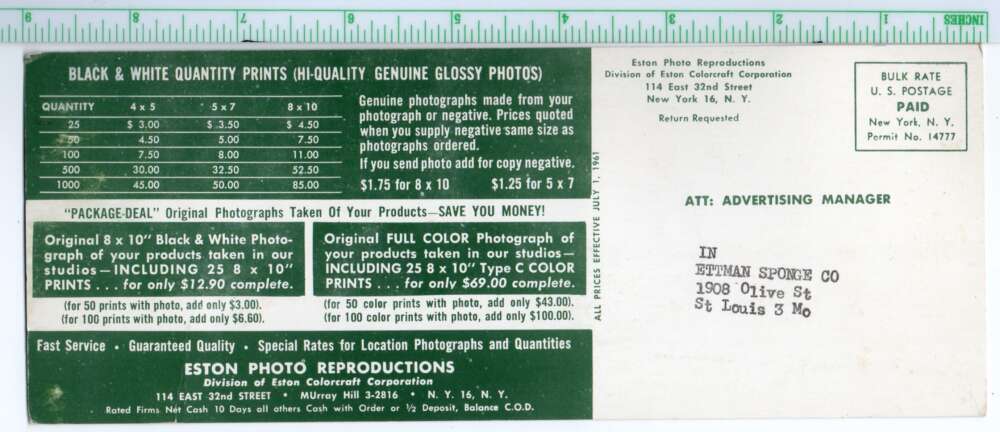 9 8 7 6 5 4 3 2 1 INCHES
BLACK & WHITE QUANTITY PRINTS (HI-QUALITY GENUINE GLOSSY PHOTOS)
QUANTITY 4 x 5 5 x 7 8 x 10
25 $ 3.00 $ 3.50 $ 4.50
50 4.50 5.00 7.50
100 7.50 8.00 11.00
500 30.00 32.50 52.50
1000 45.00 50.00 85.00
Genuine photographs made from your
photograph or negative. Prices quoted
when you supply negative same size as
photographs ordered.
If you send photo add for copy negative.
$1.75 for 8 x 10 $1.25 for 5 x 7
"PACKAGE-DEAL" Original Photographs Taken Of Your Products—SAVE YOU MONEY!
Original 8 x 10" Black & White Photo-
graph of your products taken in our
studios—INCLUDING 25 8 x 10"
PRINTS . . . for only $12.90 complete.
(for 50 prints with photo, add only $3.00).
(for 100 prints with photo, add only $6.60).
Original FULL COLOR Photograph of
your products taken in our studios—
INCLUDING 25 8 x 10" Type C COLOR
PRINTS . . . for only $69.00 complete.
(for 50 color prints with photo, add only $43.00).
(for 100 color prints with photo, add only $100.00).
Fast Service • Guaranteed Quality • Special Rates for Location Photographs and Quantities
ESTON PHOTO REPRODUCTIONS
Division of Eston Colorcraft Corporation
114 EAST 32nd STREET • MUrray Hill 3-2816 • N. Y. 16, N. Y.
Rated Firms Net Cash 10 Days all others Cash with Order or ½ Deposit, Balance C.O.D.
ALL PRICES EFFECTIVE JULY 1, 1961
Eston Photo Reproductions
Division of Eston Colorcraft Corporation
114 East 32nd Street
New York 16, N. Y.
Return Requested
BULK RATE
U. S. POSTAGE
PAID
New York, N. Y.
Permit No. 14777
ATT: ADVERTISING MANAGER
IN
ETTMAN SPONGE CO
1908 Olive St
St Louis 3 Mo